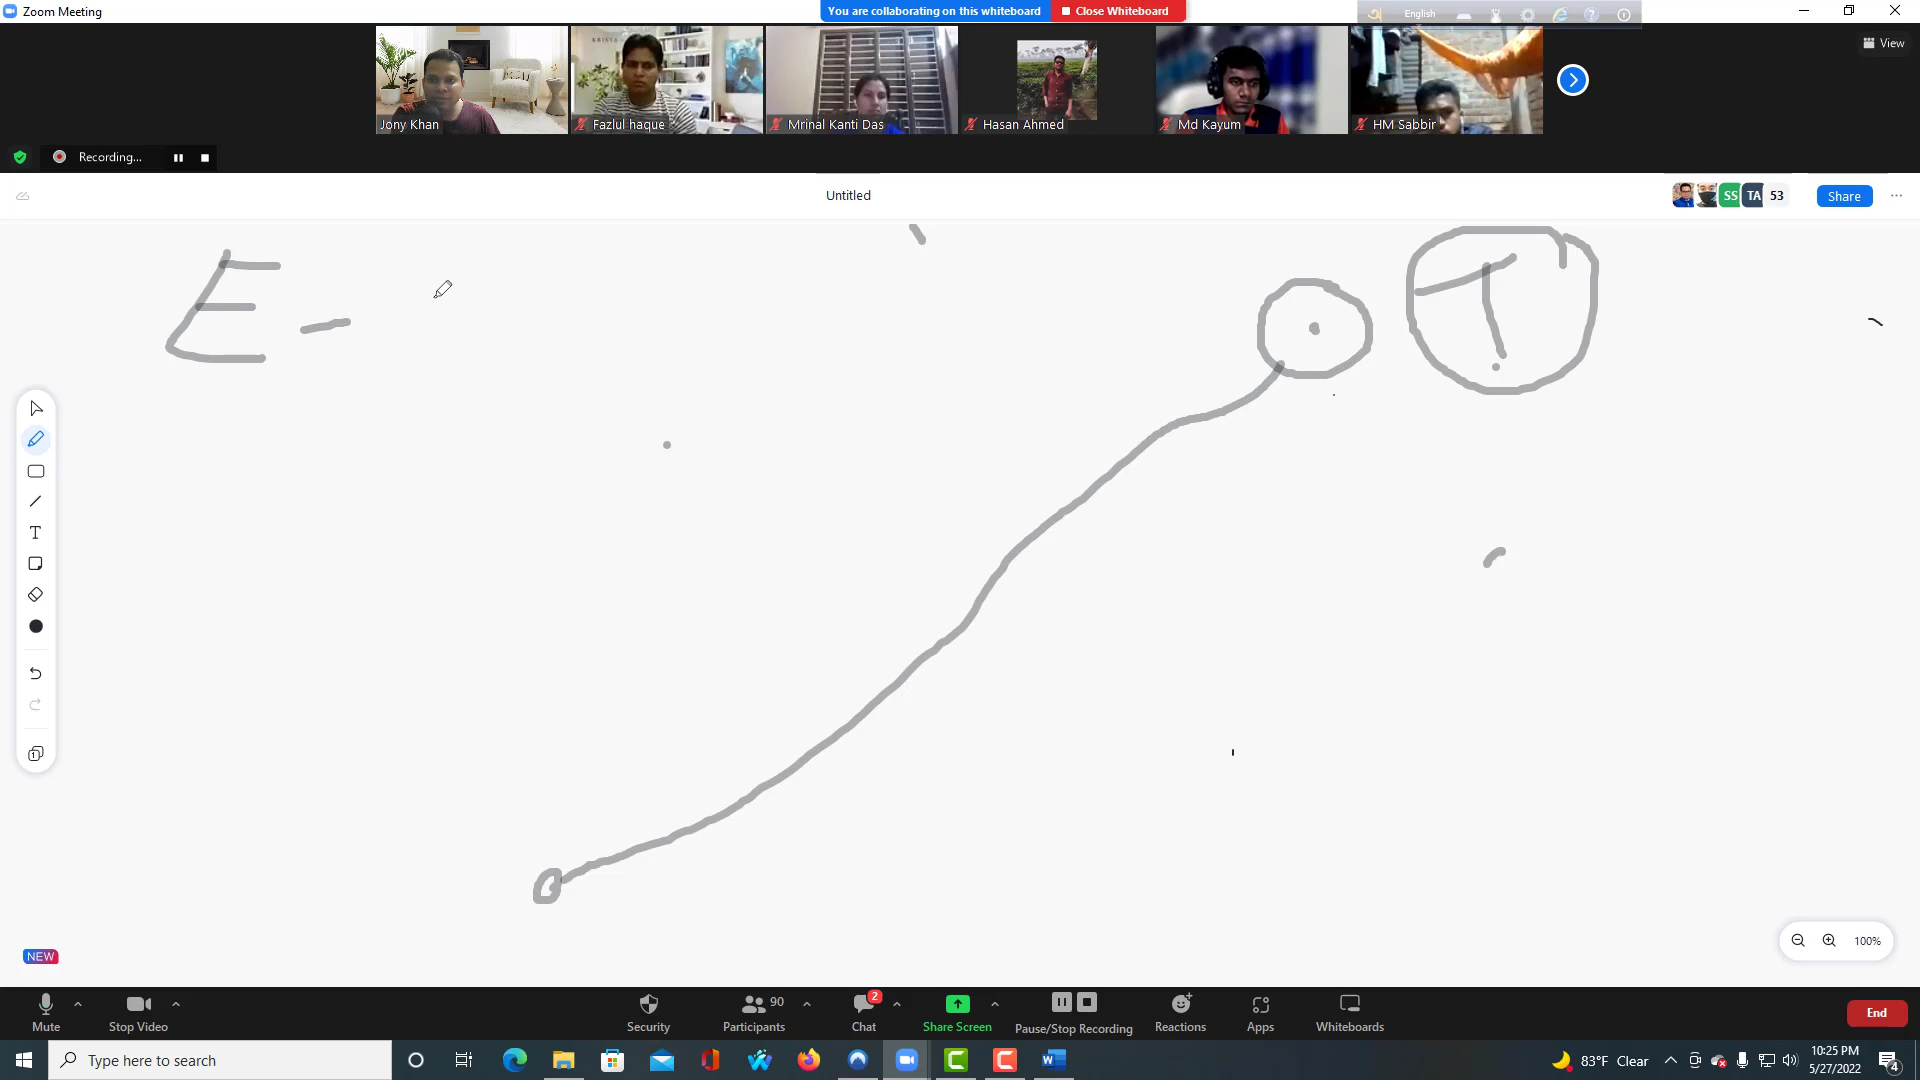 Zoom Meeting
You are collaborating on this whiteboard
Close Whiteboard
English
KRISVA
View
Jony Khan
Fazlul haque
Mrinal Kanti Das
Hasan Ahmed
Md Kayum
HM Sabbir
Recording...
Untitled
SS
TA
53
Share
E -
T
T
1
NEW
100%
Mute
Stop Video
Security
Participants
90
Chat
2
Share Screen
Pause/Stop Recording
Reactions
Apps
Whiteboards
End
Type here to search
83°F Clear
10:25 PM
5/27/2022
4